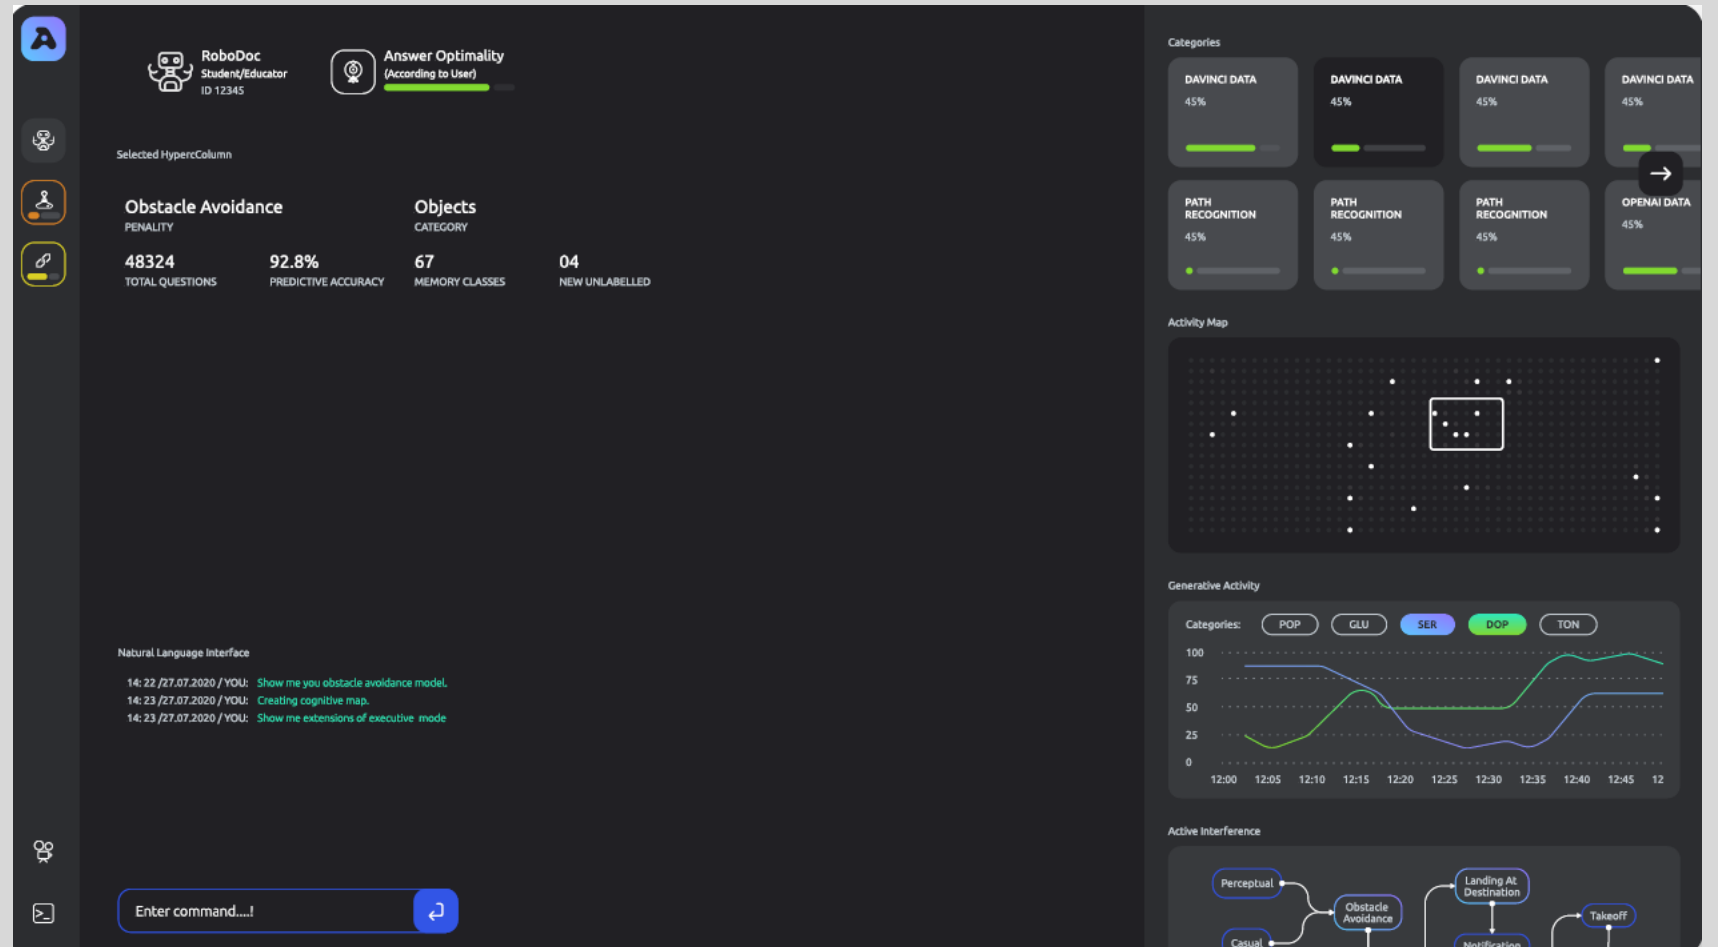 RoboDoc
Student/Educator
ID 12345
Answer Optimality
(According to User)
Selected HypercColumn
Obstacle Avoidance
PENALITY
Objects
CATEGORY
48324
TOTAL QUESTIONS
92.8%
PREDICTIVE ACCURACY
67
MEMORY CLASSES
04
NEW UNLABELLED
Natural Language Interface
14: 22 /27.07.2020 / YOU: Show me you obstacle avoidance model.
14: 23 /27.07.2020 / YOU: Creating cognitive map.
14: 23 /27.07.2020 / YOU: Show me extensions of executive mode
Enter command....!
Categories
DAVINCI DATA
45%
DAVINCI DATA
45%
DAVINCI DATA
45%
DAVINCI DATA
45%
PATH
RECOGNITION
45%
PATH
RECOGNITION
45%
PATH
RECOGNITION
45%
OPENAI DATA
45%
Activity Map
Generative Activity
Categories: POP GLU SER DOP TON
100
75
50
25
0
12:00 12:05 12:10 12:15 12:20 12:25 12:30 12:35 12:40 12:45 12
Active Interference
Perceptual
Casual
Obstacle
Avoidance
Landing At
Destination
Notification
Takeoff